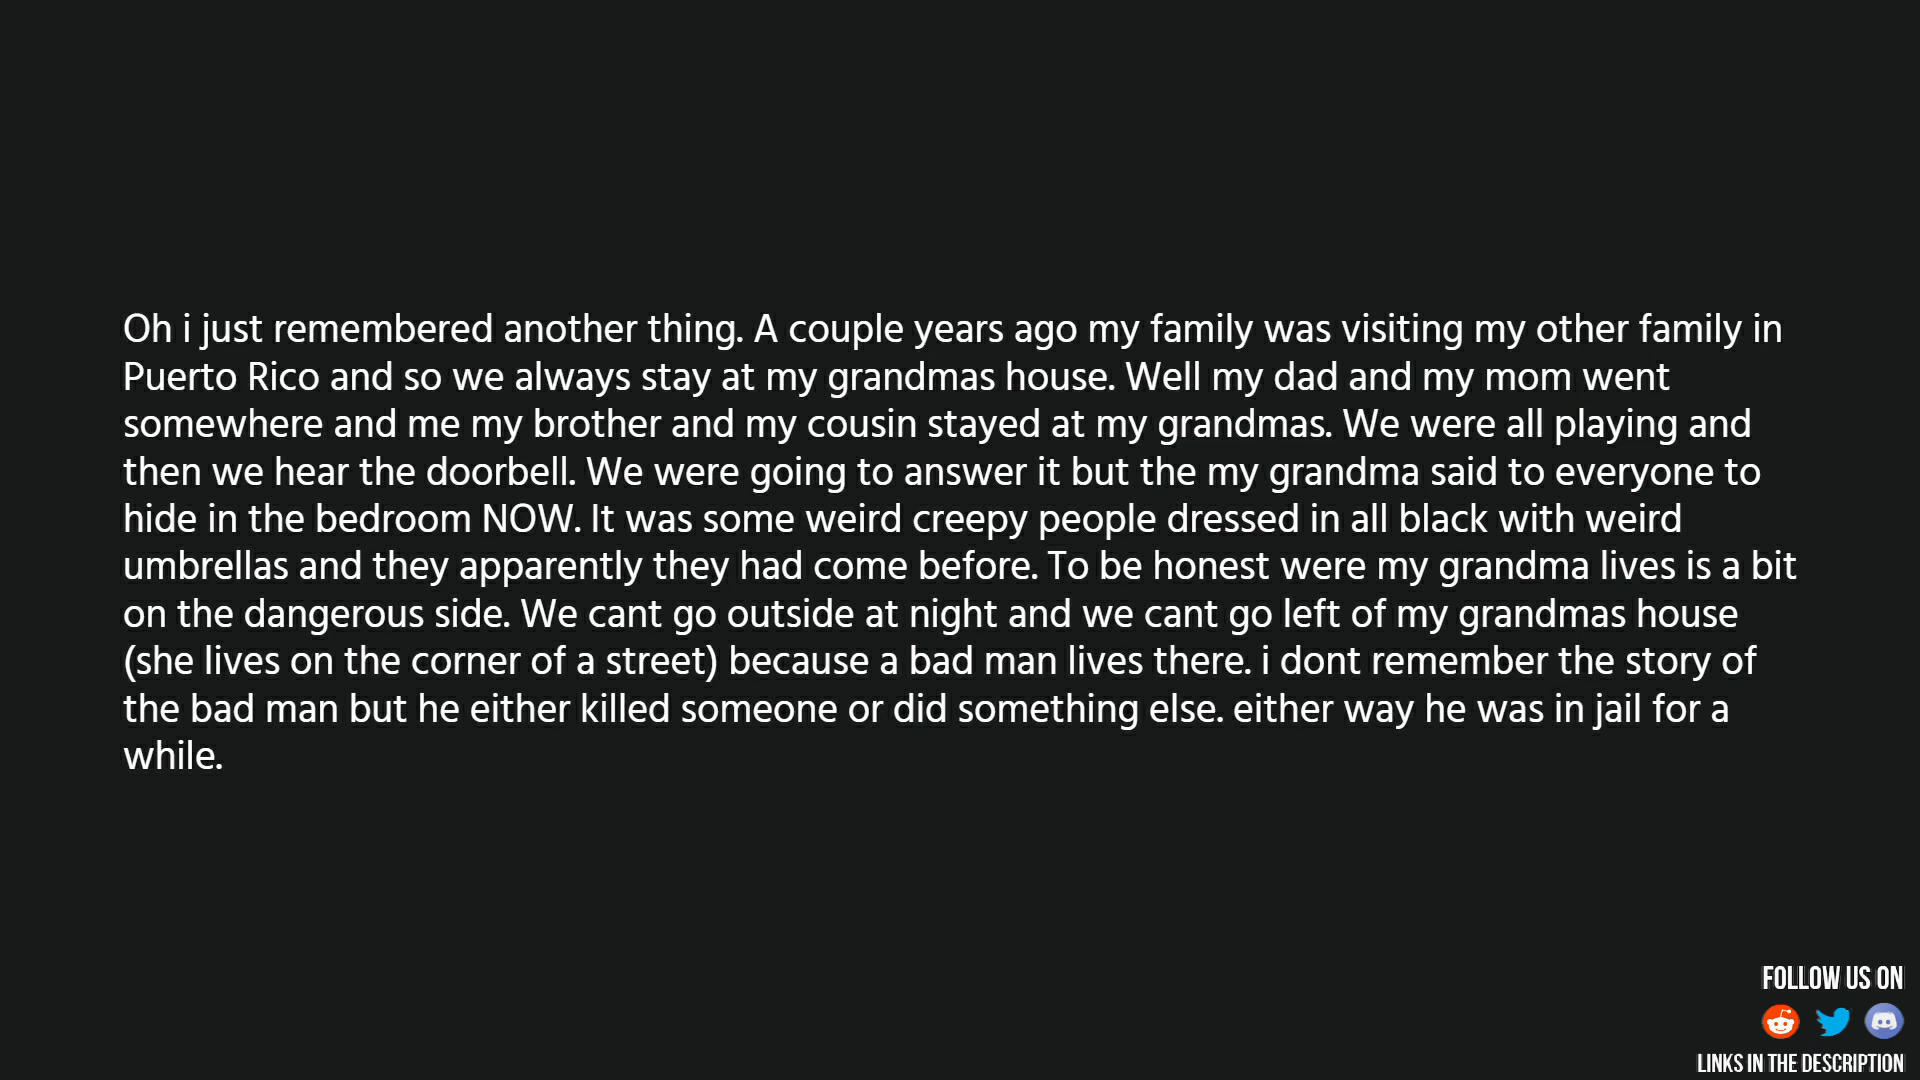 Oh i just remembered another thing. A couple years ago my family was visiting my other family in
Puerto Rico and so we always stay at my grandmas house. Well my dad and my mom went
somewhere and me my brother and my cousin stayed at my grandmas. We were all playing and
then we hear the doorbell. We were going to answer it but the my grandma said to everyone to
hide in the bedroom NOW. It was some weird creepy people dressed in all black with weird
umbrellas and they apparently they had come before. To be honest were my grandma lives is a bit
on the dangerous side. We cant go outside at night and we cant go left of my grandmas house
(she lives on the corner of a street) because a bad man lives there. i dont remember the story of
the bad man but he either killed someone or did something else. either way he was in jail for a
while.
FOLLOW US ON
LINKS IN THE DESCRIPTION